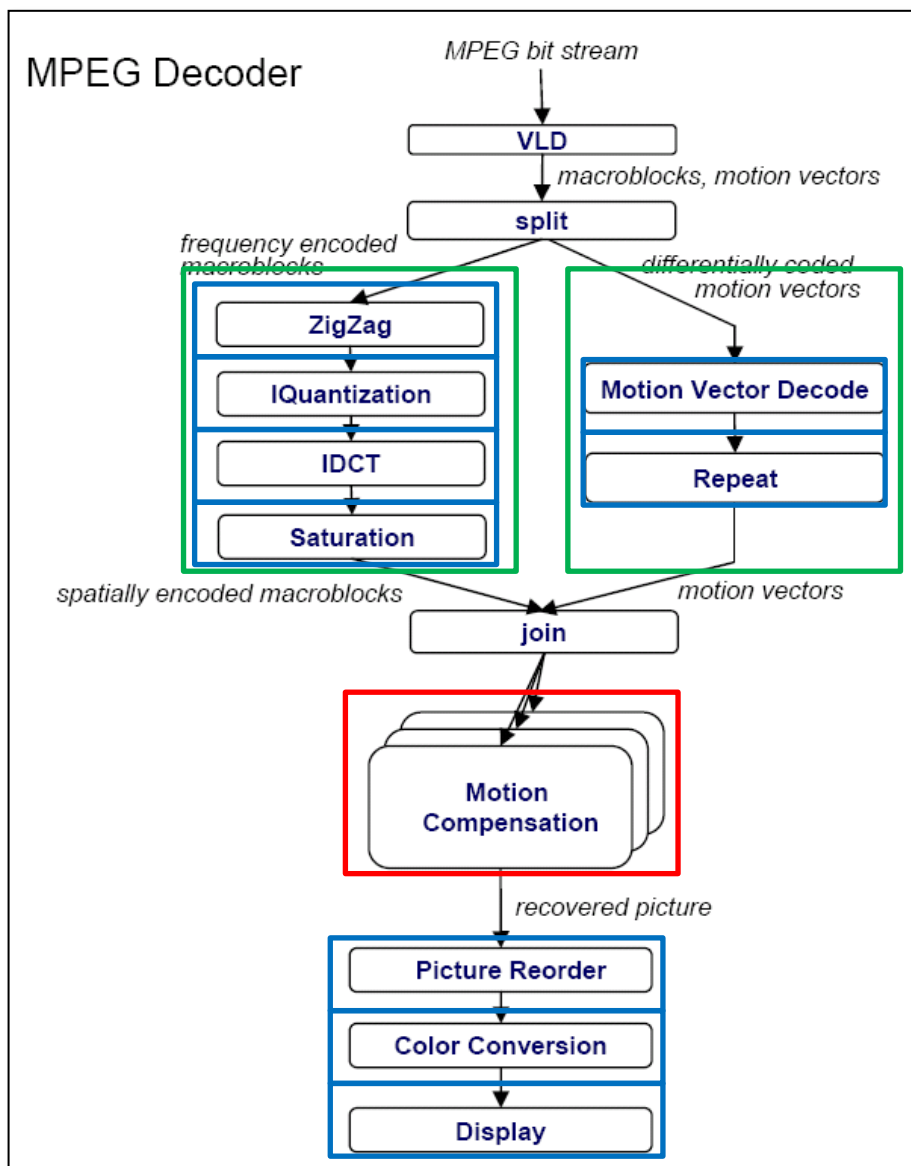 MPEG Decoder
MPEG bit stream
VLD
macroblocks, motion vectors
split
frequency encoded
macroblocks
differentially coded
motion vectors
ZigZag
IQuantization
IDCT
Saturation
Motion Vector Decode
Repeat
spatially encoded macroblocks
motion vectors
join
Motion
Compensation
recovered picture
Picture Reorder
Color Conversion
Display